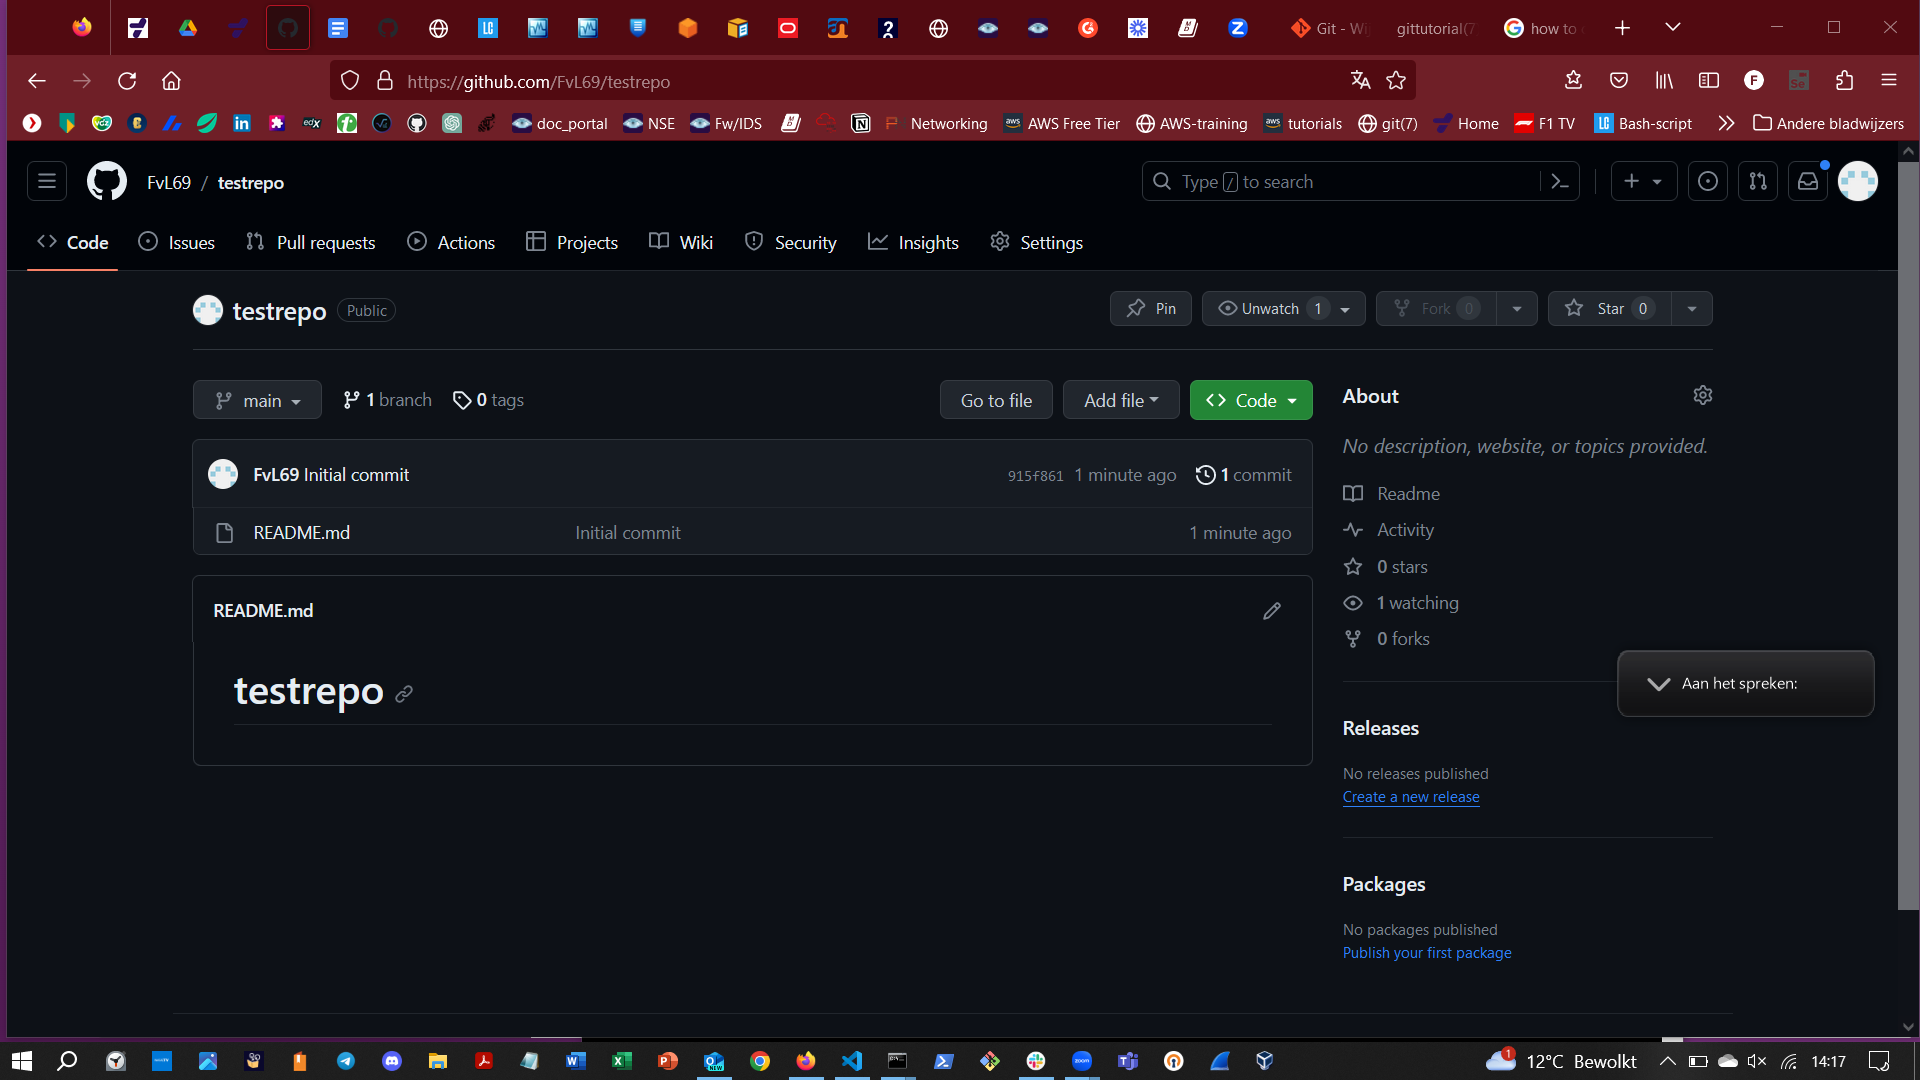 Git - Wi
gittutorial(7
how to
https://github.com/FvL69/testrepo
doc_portal
NSE
Fw/IDS
Networking
AWS Free Tier
AWS-training
tutorials
git(7)
Home
F1 TV
Bash-script
Andere bladwijzers
FvL69 / testrepo
Type / to search
Code
Issues
Pull requests
Actions
Projects
Wiki
Security
Insights
Settings
testrepo Public
Pin
Unwatch 1
Fork 0
Star 0
main
1 branch
0 tags
Go to file
Add file
Code
FvL69 Initial commit
915f861 1 minute ago
1 commit
README.md
Initial commit
1 minute ago
README.md
testrepo
About
No description, website, or topics provided.
Readme
Activity
0 stars
1 watching
0 forks
Aan het spreken:
Releases
No releases published
Create a new release
Packages
No packages published
Publish your first package
1
12°C Bewolkt
14:17